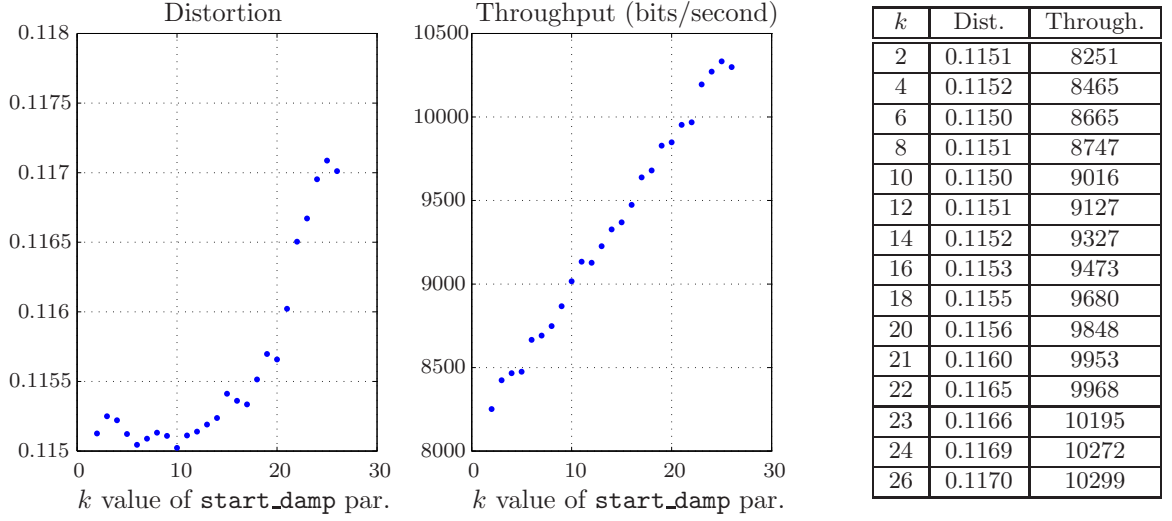 Distortion
0.118
0.1175
0.117
0.1165
0.116
0.1155
0.115
0 10 20 30
k value of start_damp par.
Throughput (bits/second)
10500
10000
9500
9000
8500
8000
0 10 20 30
k value of start_damp par.
k Dist. Through.
2 0.1151 8251
4 0.1152 8465
6 0.1150 8665
8 0.1151 8747
10 0.1150 9016
12 0.1151 9127
14 0.1152 9327
16 0.1153 9473
18 0.1155 9680
20 0.1156 9848
21 0.1160 9953
22 0.1165 9968
23 0.1166 10195
24 0.1169 10272
26 0.1170 10299